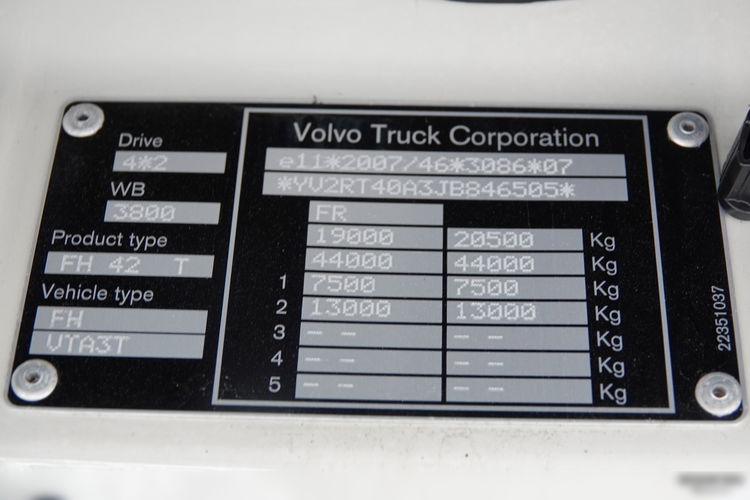 Drive
4*2
WB
3800
Product type
FH 42 T
Vehicle type
FH
VTA3T
Volvo Truck Corporation
e11*2007/46*3086*07
*YV2RT40A3JB846505*
FR
19000 20500 Kg
44000 44000 Kg
1 7500 7500 Kg
2 13000 13000 Kg
3 -- -- -- -- Kg
4 -- -- -- -- Kg
5 -- -- -- -- Kg
22351037